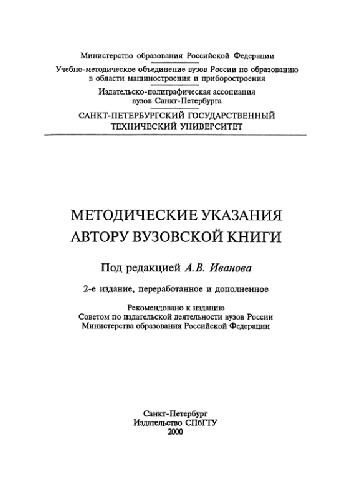 Министерство образования Российской Федерации
Учебно-методическое объединение вузов России по образованию
в области машиностроения и приборостроения
Издательско-полиграфическая ассоциация
вузов Санкт-Петербурга
САНКТ-ПЕТЕРБУРГСКИЙ ГОСУДАРСТВЕННЫЙ
ТЕХНИЧЕСКИЙ УНИВЕРСИТЕТ
МЕТОДИЧЕСКИЕ УКАЗАНИЯ
АВТОРУ ВУЗОВСКОЙ КНИГИ
Под редакцией А.В. Иванова
2-е издание, переработанное и дополненное
Рекомендовано к изданию
Советом по издательской деятельности вузов России
Министерства образования Российской Федерации
Санкт-Петербург
Издательство СПбГТУ
2000